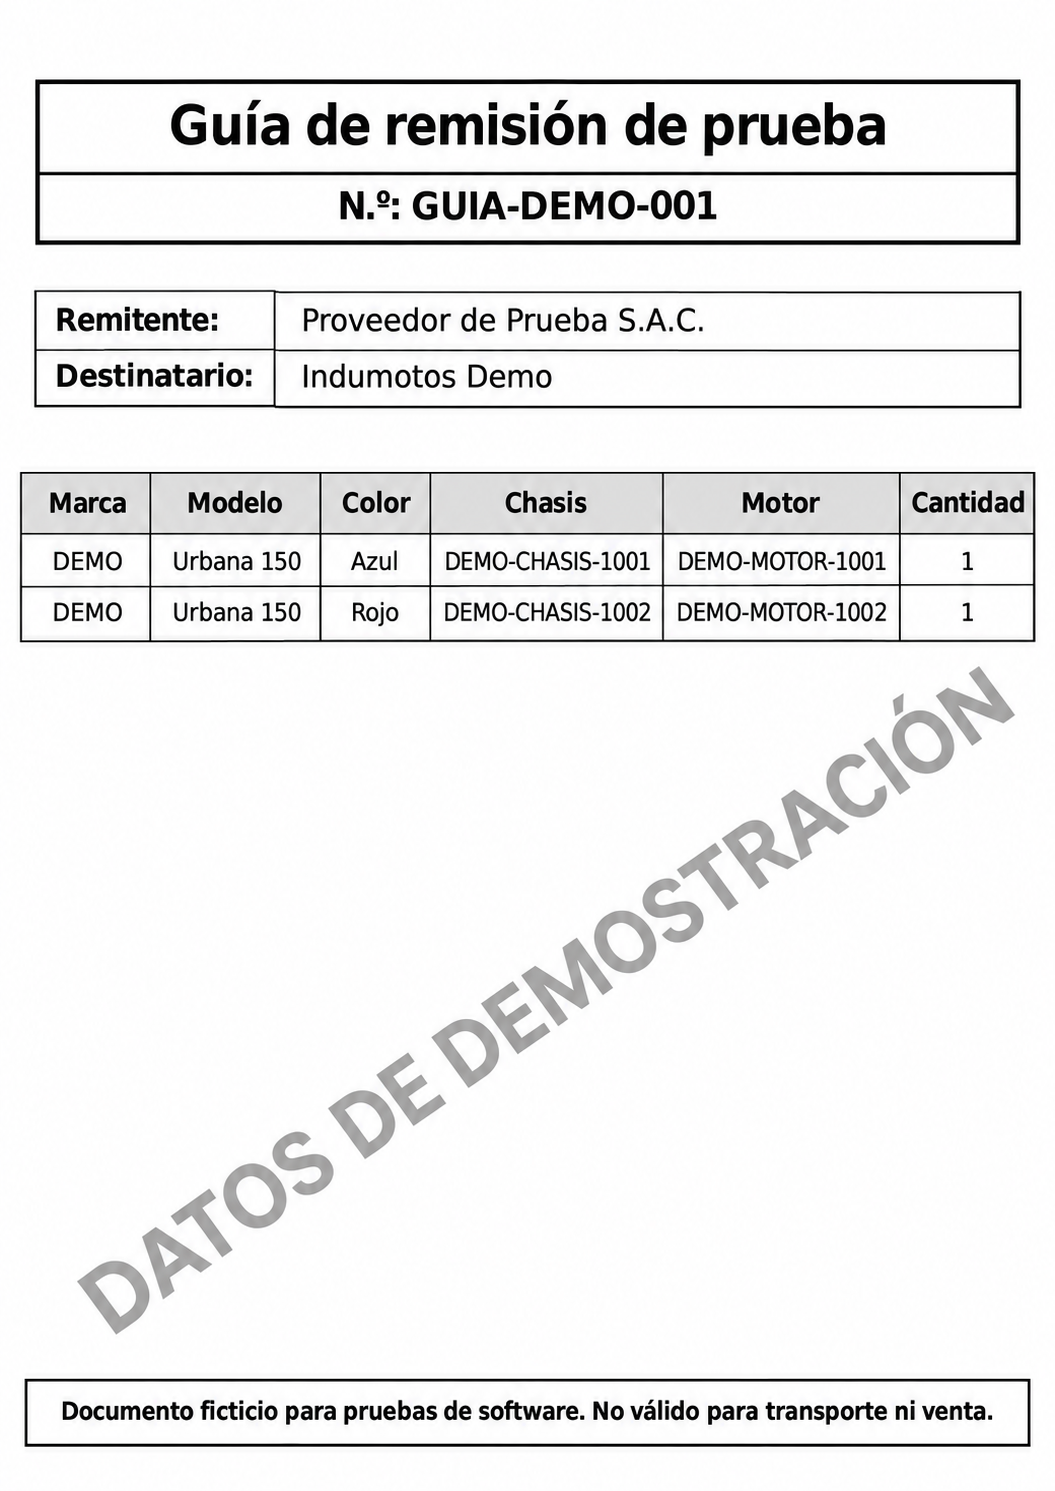 Guía de remisión de prueba
N.º: GUIA-DEMO-001
Remitente: Proveedor de Prueba S.A.C.
Destinatario: Indumotos Demo
Marca Modelo Color Chasis Motor Cantidad
DEMO Urbana 150 Azul DEMO-CHASIS-1001 DEMO-MOTOR-1001 1
DEMO Urbana 150 Rojo DEMO-CHASIS-1002 DEMO-MOTOR-1002 1
DATOS DE DEMOSTRACIÓN
Documento ficticio para pruebas de software. No válido para transporte ni venta.